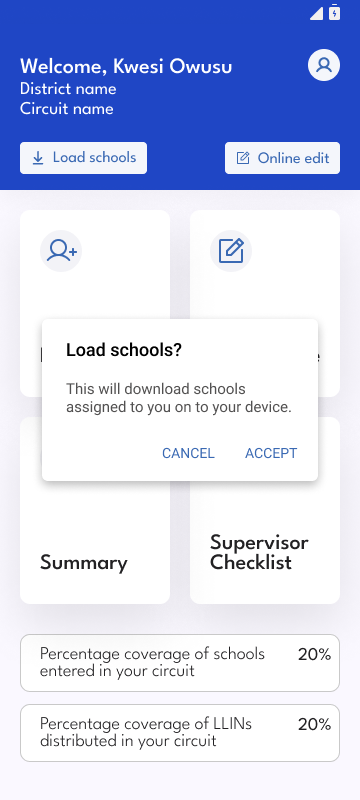 Welcome, Kwesi Owusu
District name
Circuit name
Load schools
Online edit
Load schools?
This will download schools
assigned to you on to your device.
CANCEL
ACCEPT
Summary
Supervisor
Checklist
Percentage coverage of schools
entered in your circuit
20%
Percentage coverage of LLINs
distributed in your circuit
20%